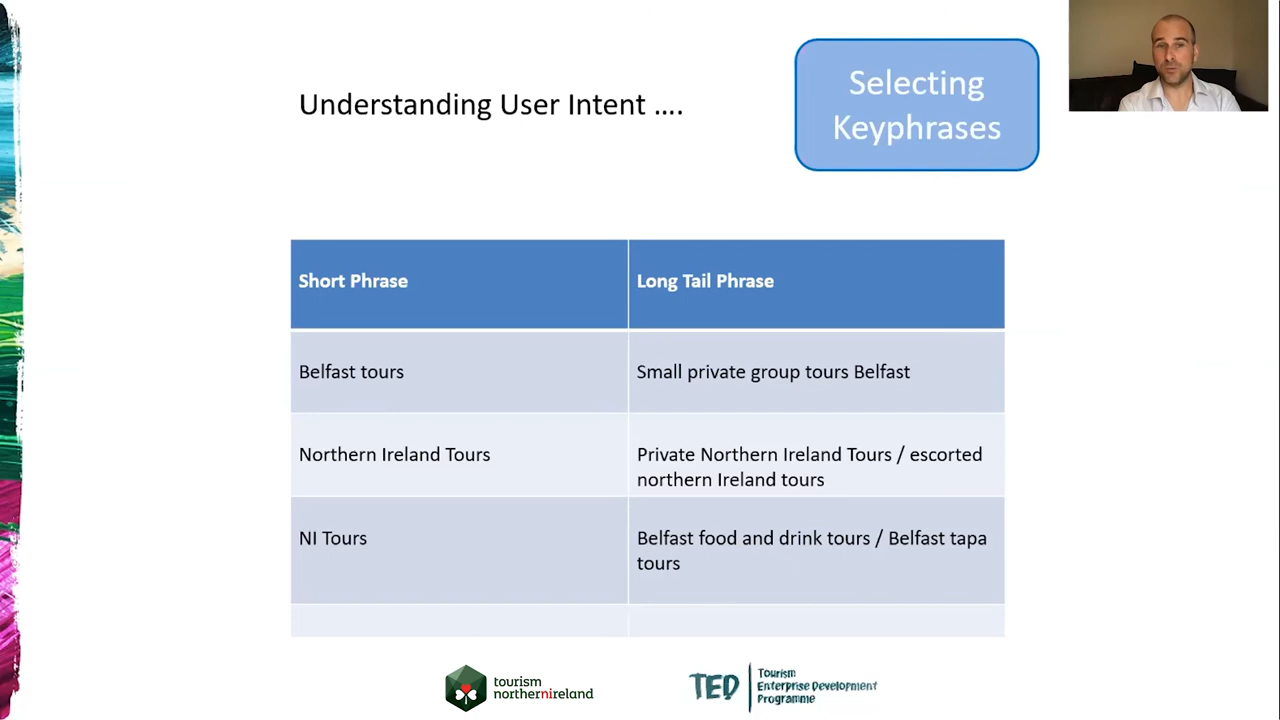 Understanding User Intent ....
Selecting
Keyphrases
Short Phrase
Long Tail Phrase
Belfast tours
Small private group tours Belfast
Northern Ireland Tours
Private Northern Ireland Tours / escorted
northern Ireland tours
NI Tours
Belfast food and drink tours / Belfast tapa
tours
tourism
northernireland
TED
Tourism
Enterprise Development
Programme